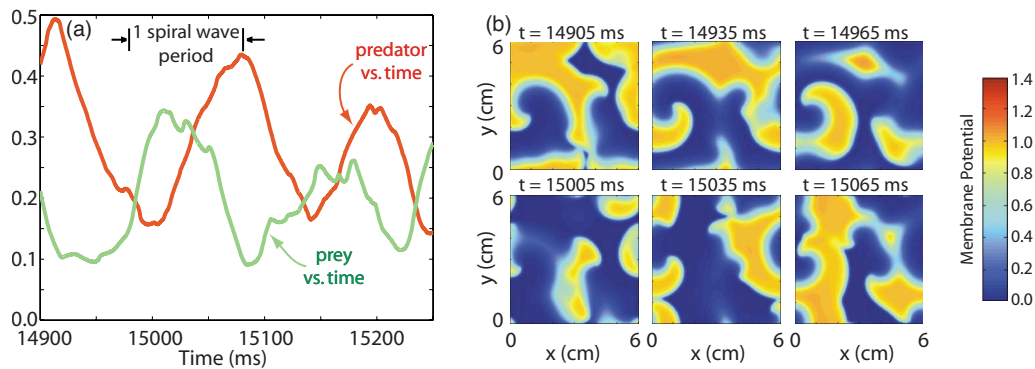 (a)
0.5
0.4
0.3
0.2
0.1
0.0
1 spiral wave
period
predator
vs. time
prey
vs. time
14900
15000
15100
15200
Time (ms)
(b)
t = 14905 ms
t = 14935 ms
t = 14965 ms
6
y (cm)
0
t = 15005 ms
t = 15035 ms
t = 15065 ms
6
y (cm)
0
0
6
0
6
0
6
x (cm)
x (cm)
x (cm)
Membrane Potential
1.4
1.2
1.0
0.8
0.6
0.4
0.2
0.0